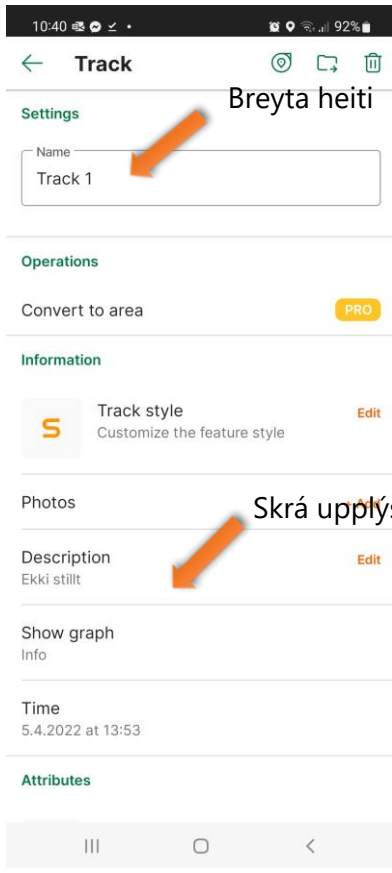 10:40
92%
Track
Breyta heiti
Settings
Name
Track 1
Operations
Convert to area
PRO
Information
S
Track style
Edit
Customize the feature style
Photos
Skrá upplýs
Description
Edit
Ekki stillt
Show graph
Info
Time
5.4.2022 at 13:53
Attributes